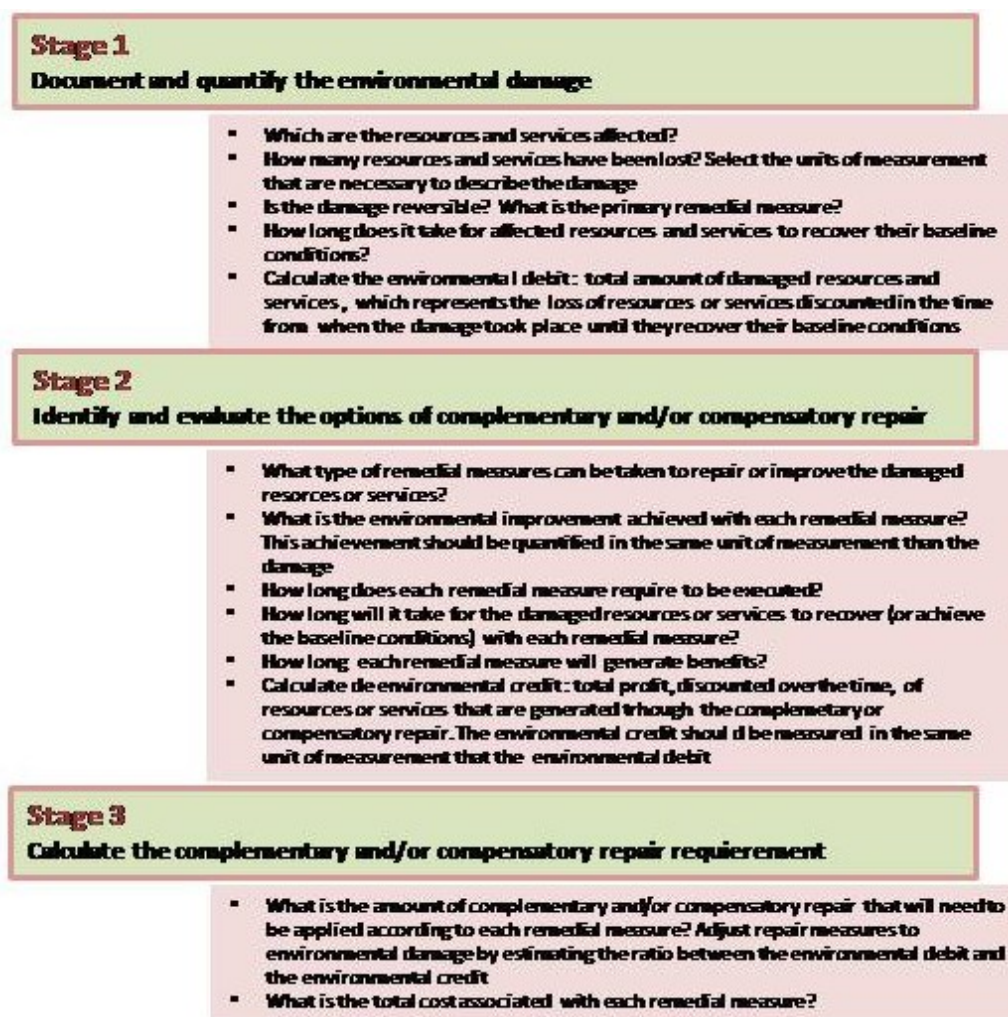 Stage 1
Document and quantify the environmental damage
▪ Which are the resources and services affected?
▪ How many resources and services have been lost? Select the units of measurement
that are necessary to describe the damage
▪ Is the damage reversible? What is the primary remedial measure?
▪ How long does it take for affected resources and services to recover their baseline
conditions?
▪ Calculate the environmental debit: total amount of damaged resources and
services, which represents the loss of resources or services discounted in the time
from when the damage took place until they recover their baseline conditions
Stage 2
Identify and evaluate the options of complementary and/or compensatory repair
▪ What type of remedial measures can be taken to repair or improve the damaged
resorces or services?
▪ What is the environmental improvement achieved with each remedial measure?
This achievement should be quantified in the same unit of measurement than the
damage
▪ How long does each remedial measure require to be executed?
▪ How long will it take for the damaged resources or services to recover (or achieve
the baseline conditions) with each remedial measure?
▪ How long each remedial measure will generate benefits?
▪ Calculate de environmental credit: total profit, discounted over the time, of
resources or services that are generated trhough the complemetary or
compensatory repair. The environmental credit should be measured in the same
unit of measurement that the environmental debit
Stage 3
Calculate the complementary and/or compensatory repair requierement
▪ What is the amount of complementary and/or compensatory repair that will need to
be applied according to each remedial measure? Adjust repair measures to
environmental damage by estimating the ratio between the environmental debit and
the environmental credit
▪ What is the total cost associated with each remedial measure?